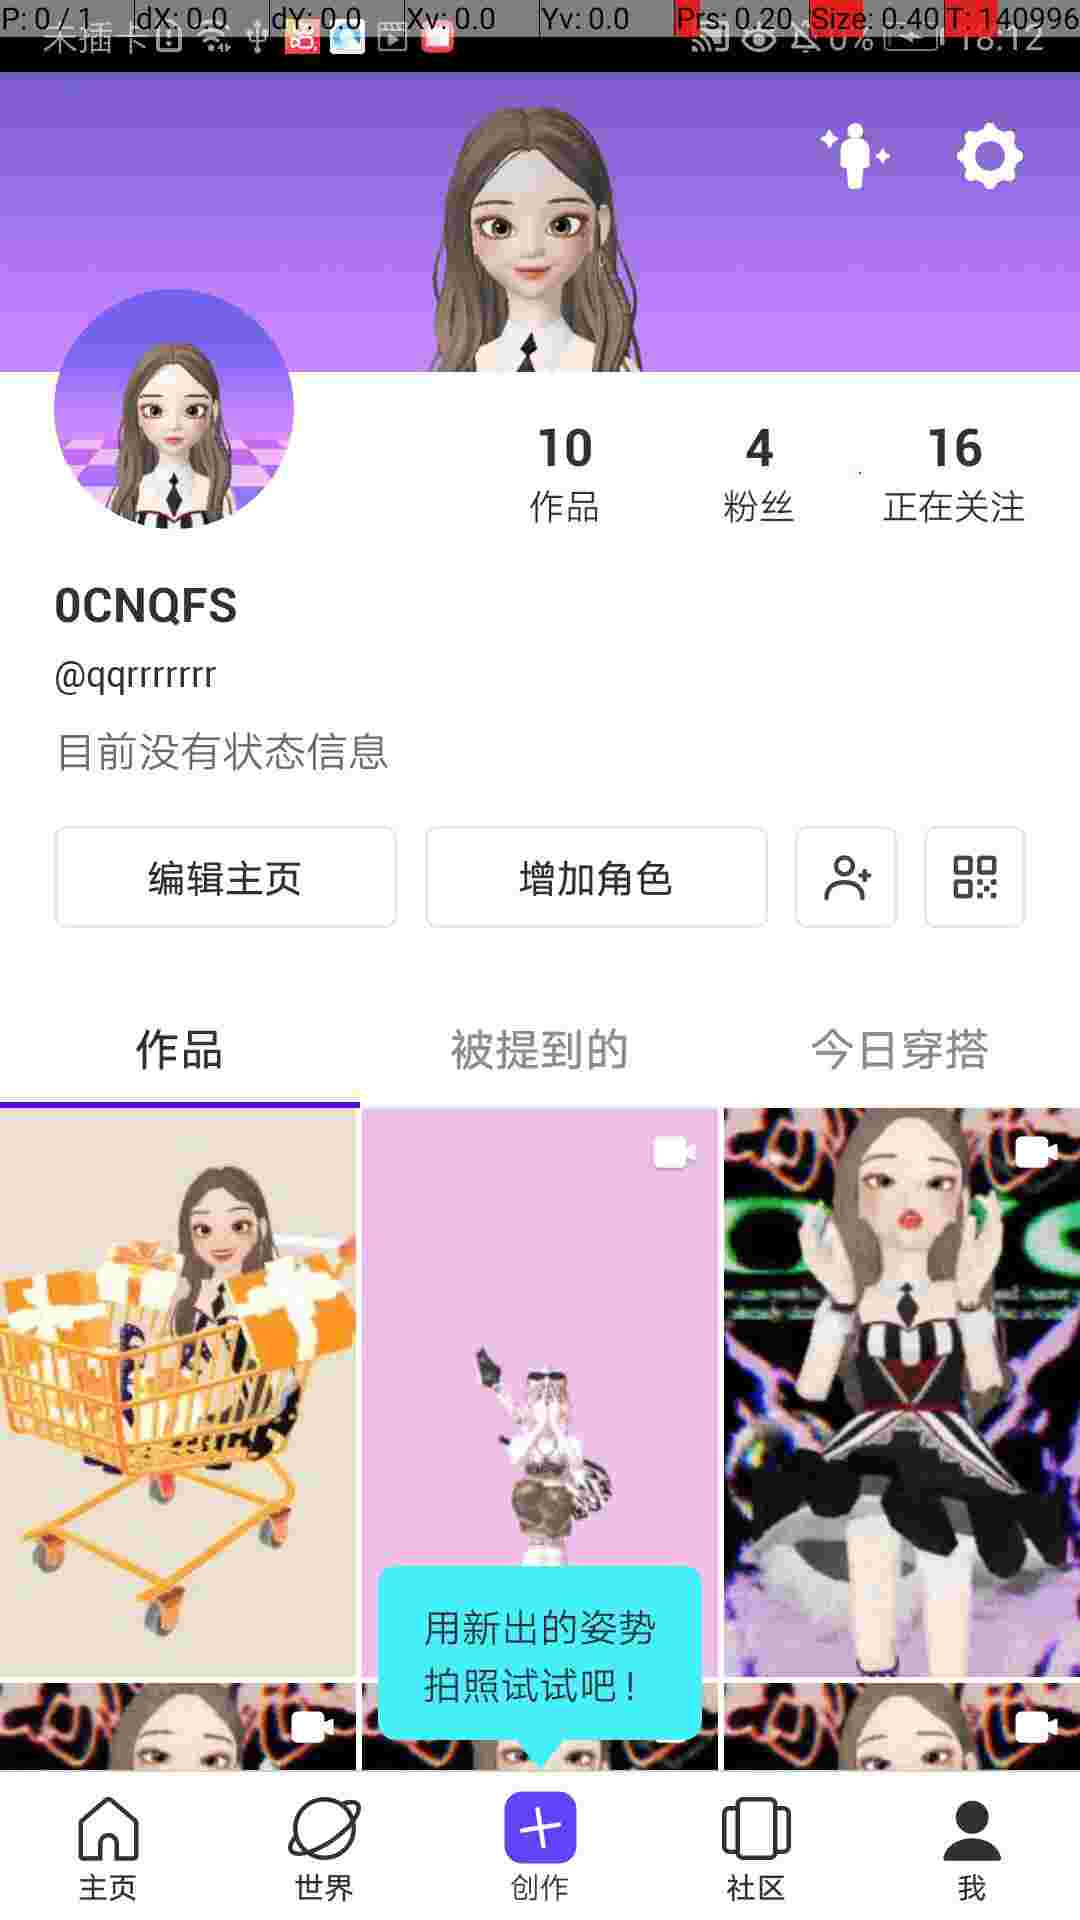 P: 0 / 1 dX: 0.0 dY: 0.0 Xv: 0.0 Yv: 0.0 Prs: 0.20 Size: 0.40 T: 140996
未插卡 0% 18:12
10 4 16
作品 粉丝 正在关注
0CNQFS
@qqrrrrrrr
目前没有状态信息
编辑主页 增加角色
作品 被提到的 今日穿搭
用新出的姿势
拍照试试吧！
主页 世界 创作 社区 我